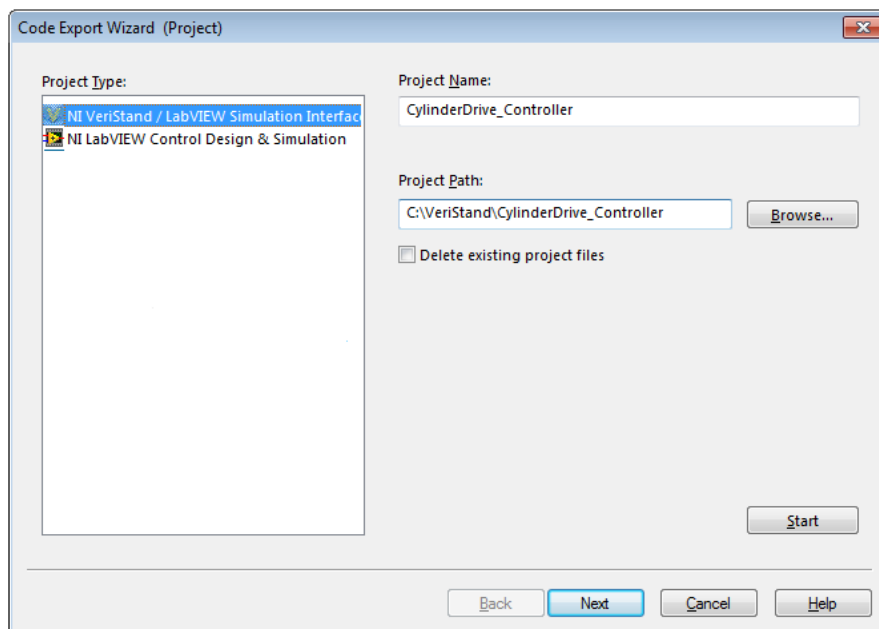 Code Export Wizard (Project)
Project Type:
NI VeriStand / LabVIEW Simulation Interfac
NI LabVIEW Control Design & Simulation
Project Name:
CylinderDrive_Controller
Project Path:
C:\VeriStand\CylinderDrive_Controller
Browse...
Delete existing project files
Start
Back
Next
Cancel
Help